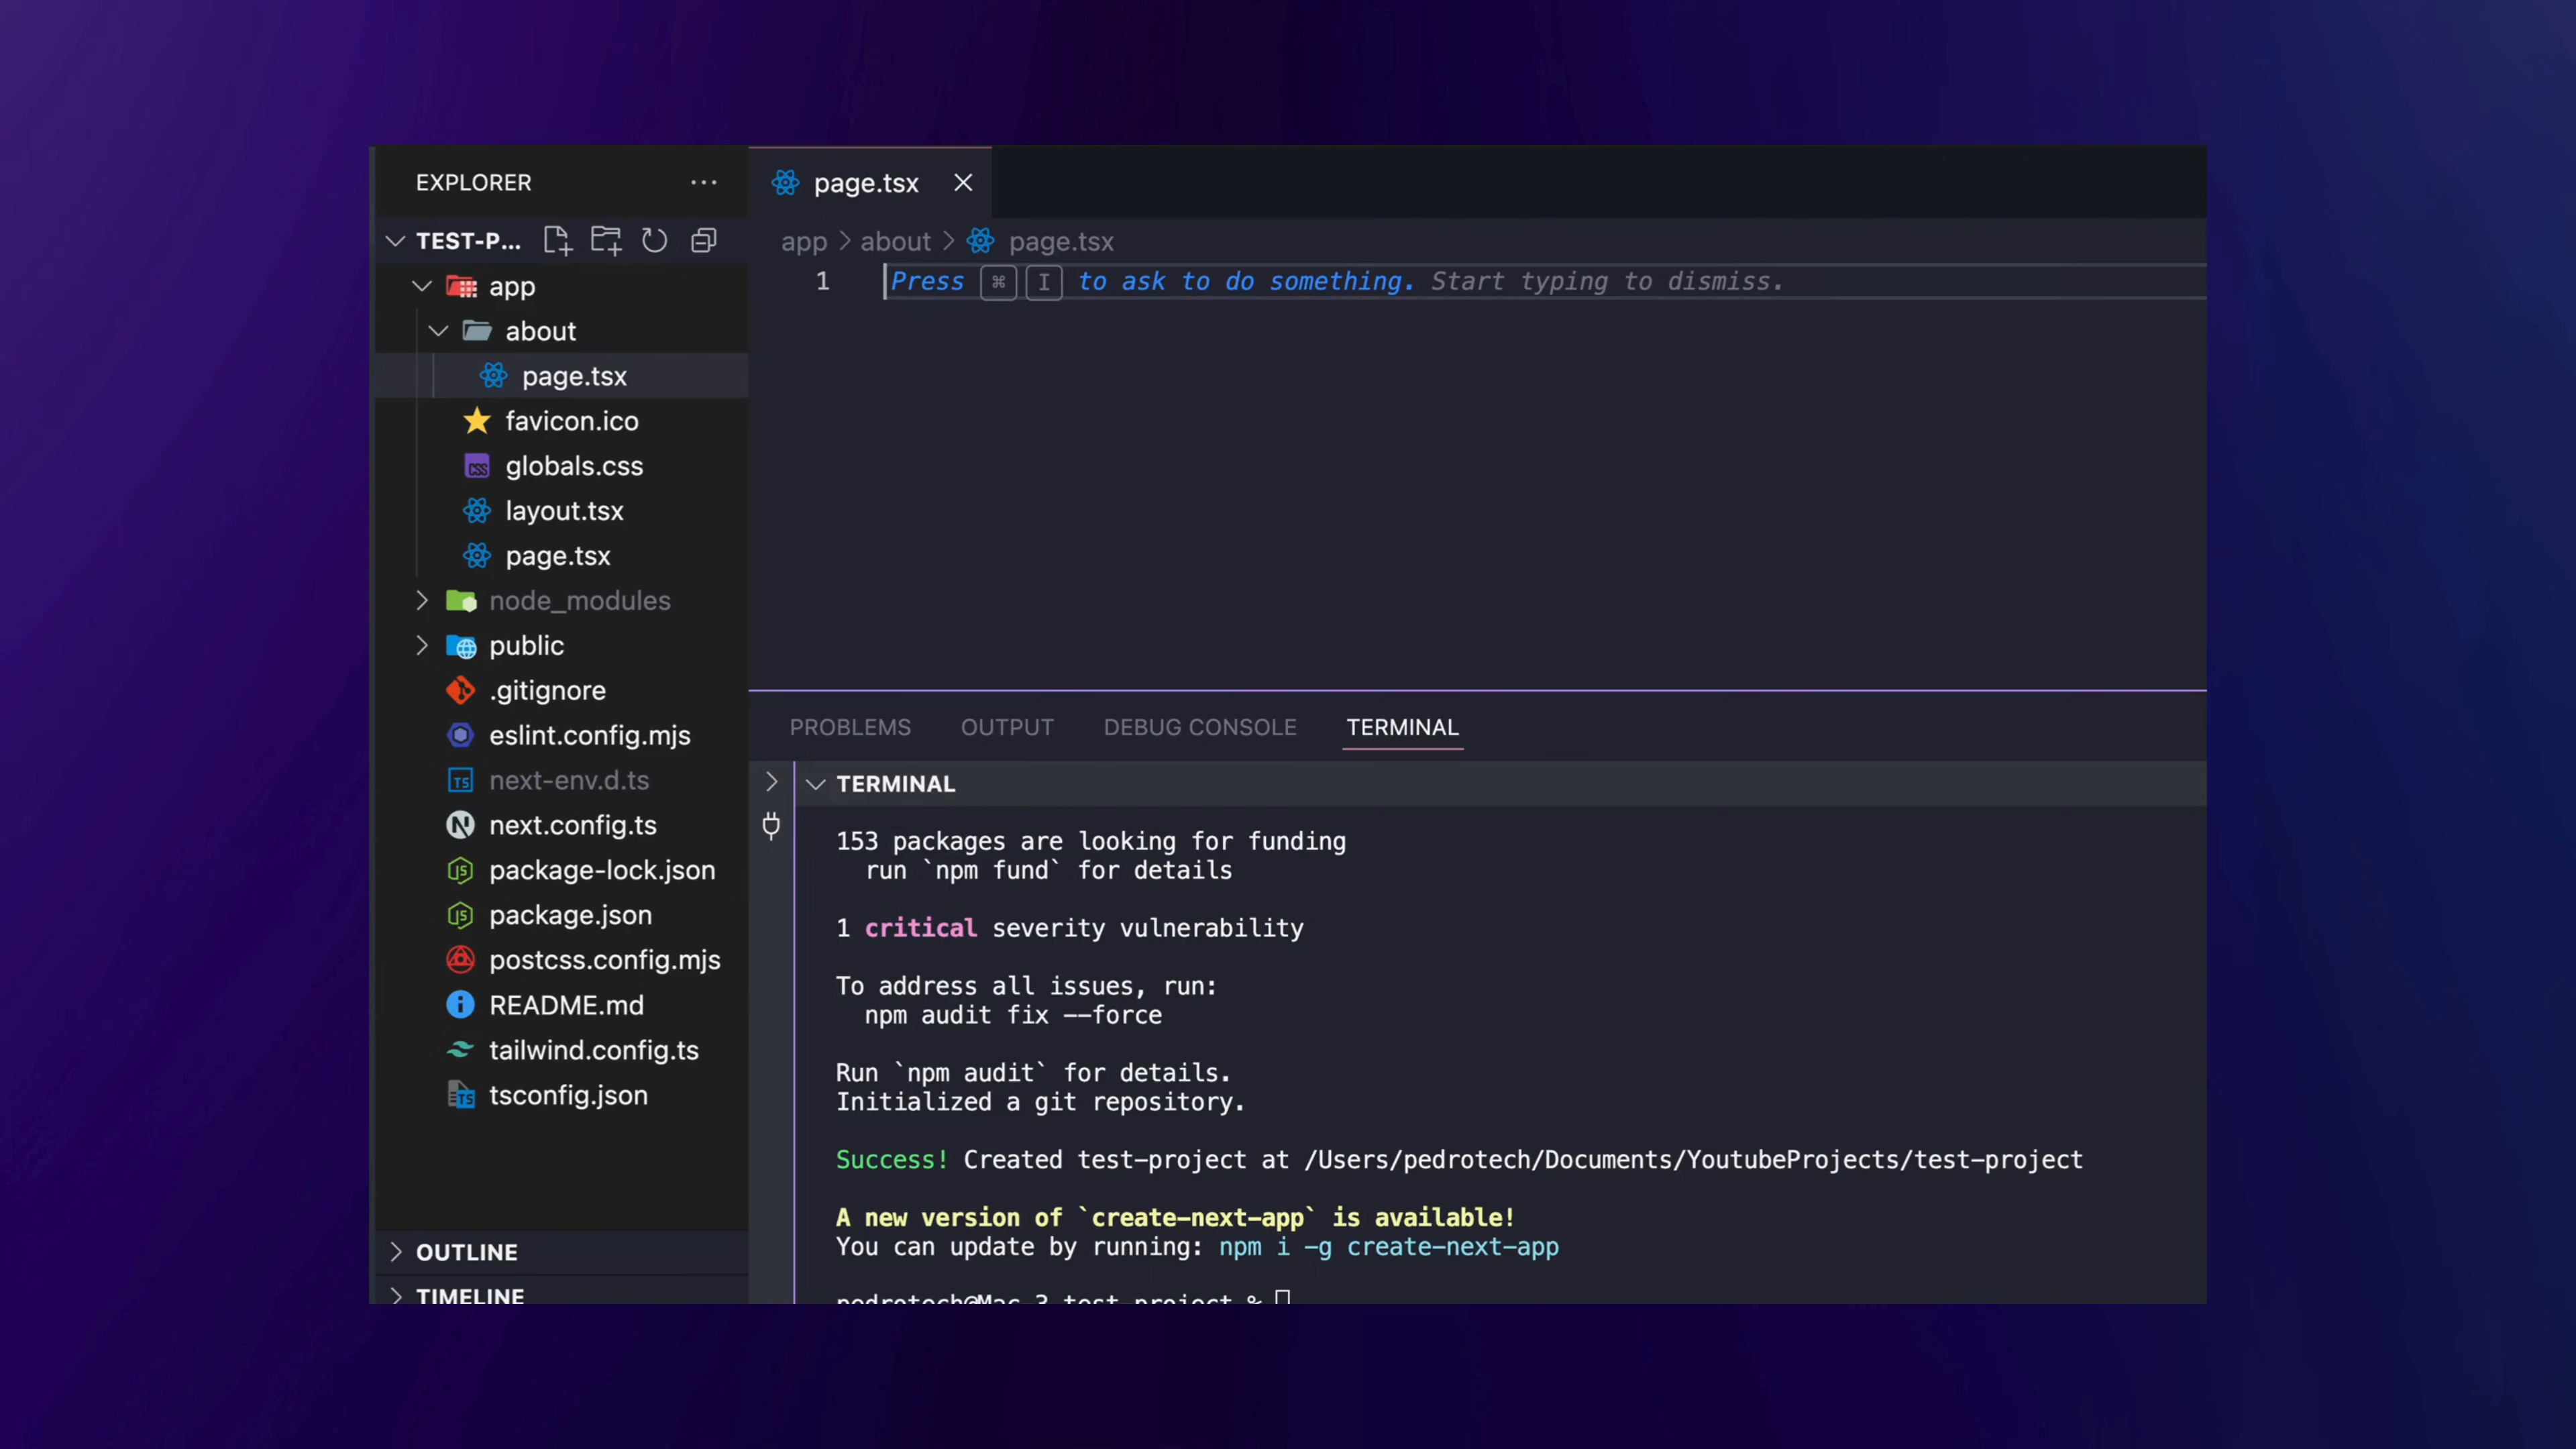 EXPLORER
TEST-P...
app
about
page.tsx
favicon.ico
globals.css
layout.tsx
page.tsx
node_modules
public
.gitignore
eslint.config.mjs
next-env.d.ts
next.config.ts
package-lock.json
package.json
postcss.config.mjs
README.md
tailwind.config.ts
tsconfig.json
OUTLINE
TIMELINE
page.tsx
app > about > page.tsx
1 Press ⌘ I to ask to do something. Start typing to dismiss.
PROBLEMS OUTPUT DEBUG CONSOLE TERMINAL
TERMINAL
153 packages are looking for funding
run `npm fund` for details
1 critical severity vulnerability
To address all issues, run:
npm audit fix --force
Run `npm audit` for details.
Initialized a git repository.
Success! Created test-project at /Users/pedrotech/Documents/YoutubeProjects/test-project
A new version of `create-next-app` is available!
You can update by running: npm i -g create-next-app
pedrotech@Mac-3 test-project %